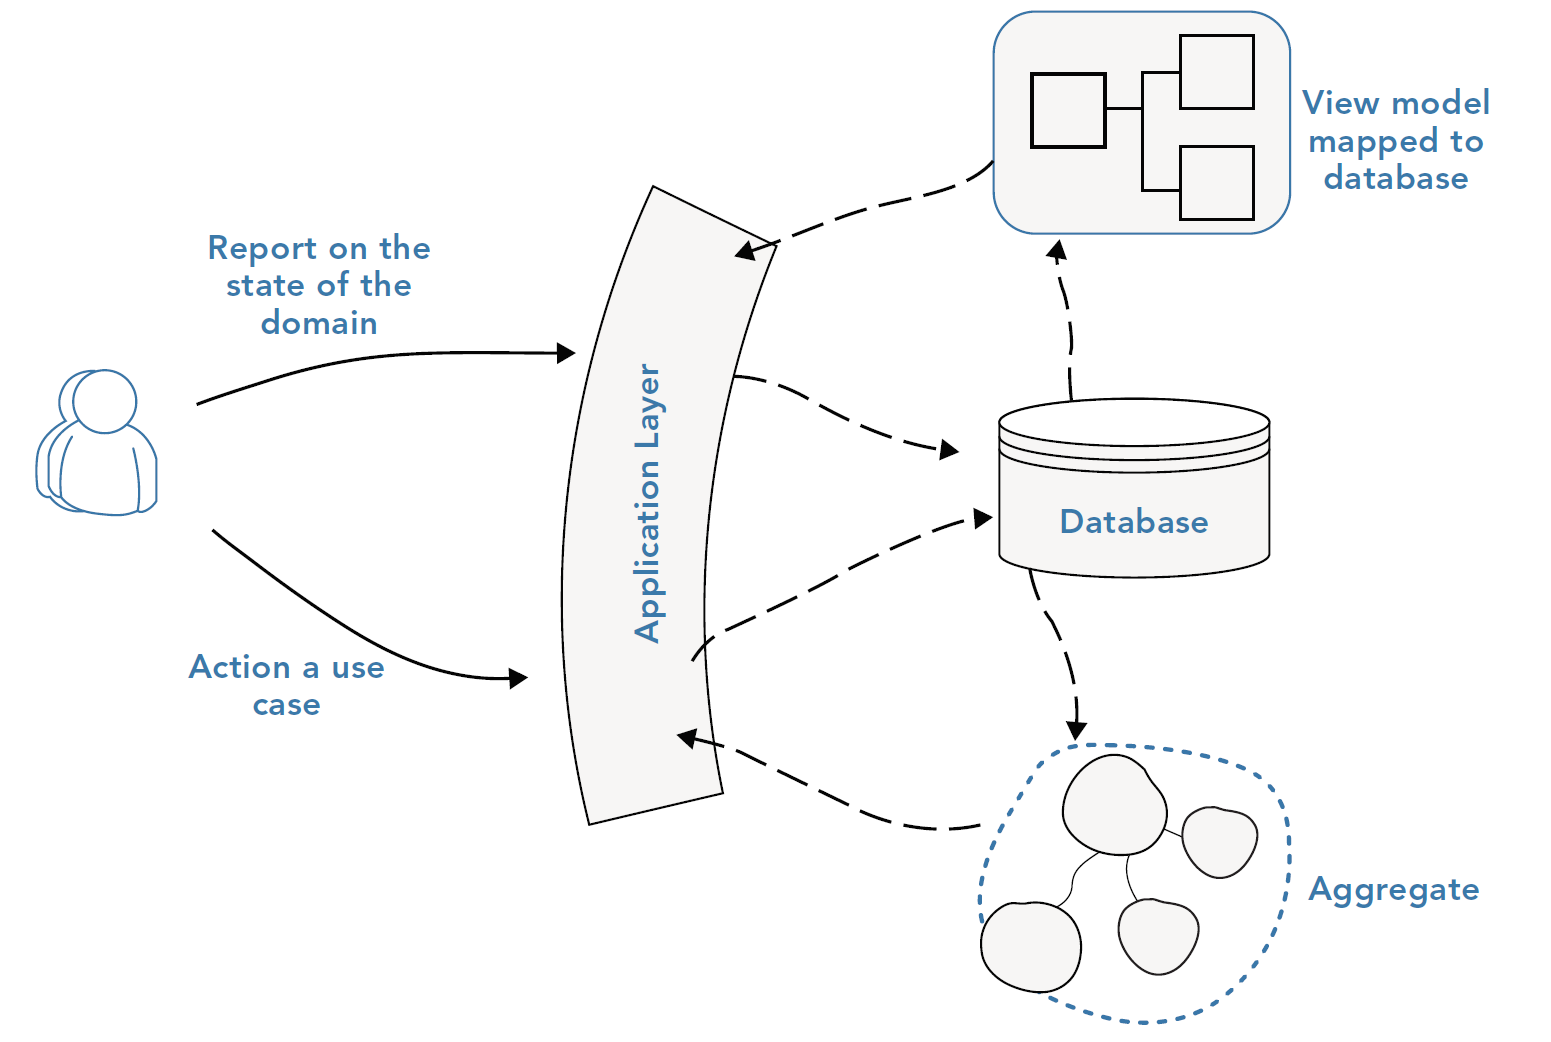 View model
mapped to
database
Report on the
state of the
domain
Application Layer
Database
Action a use
case
Aggregate